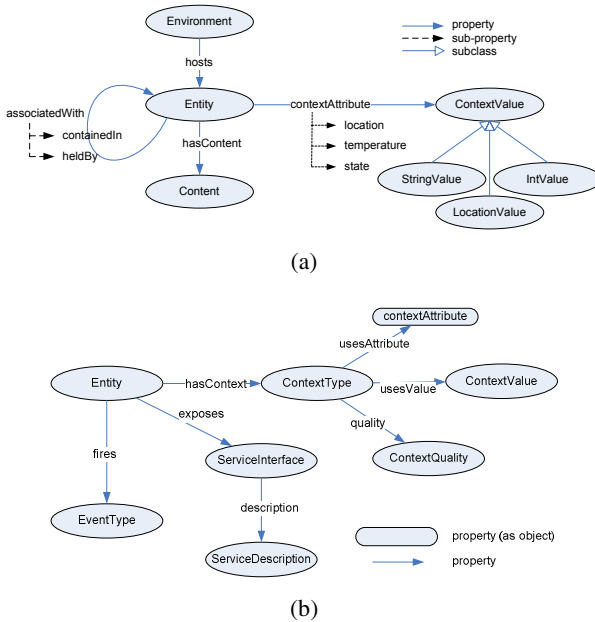 Environment
property
sub-property
subclass
hosts
associatedWith
containedIn
heldBy
Entity
contextAttribute
location
temperature
state
ContextValue
hasContent
Content
StringValue
IntValue
LocationValue
(a)
contextAttribute
usesAttribute
Entity
hasContext
ContextType
usesValue
ContextValue
exposes
quality
fires
ServiceInterface
ContextQuality
EventType
description
ServiceDescription
property (as object)
property
(b)